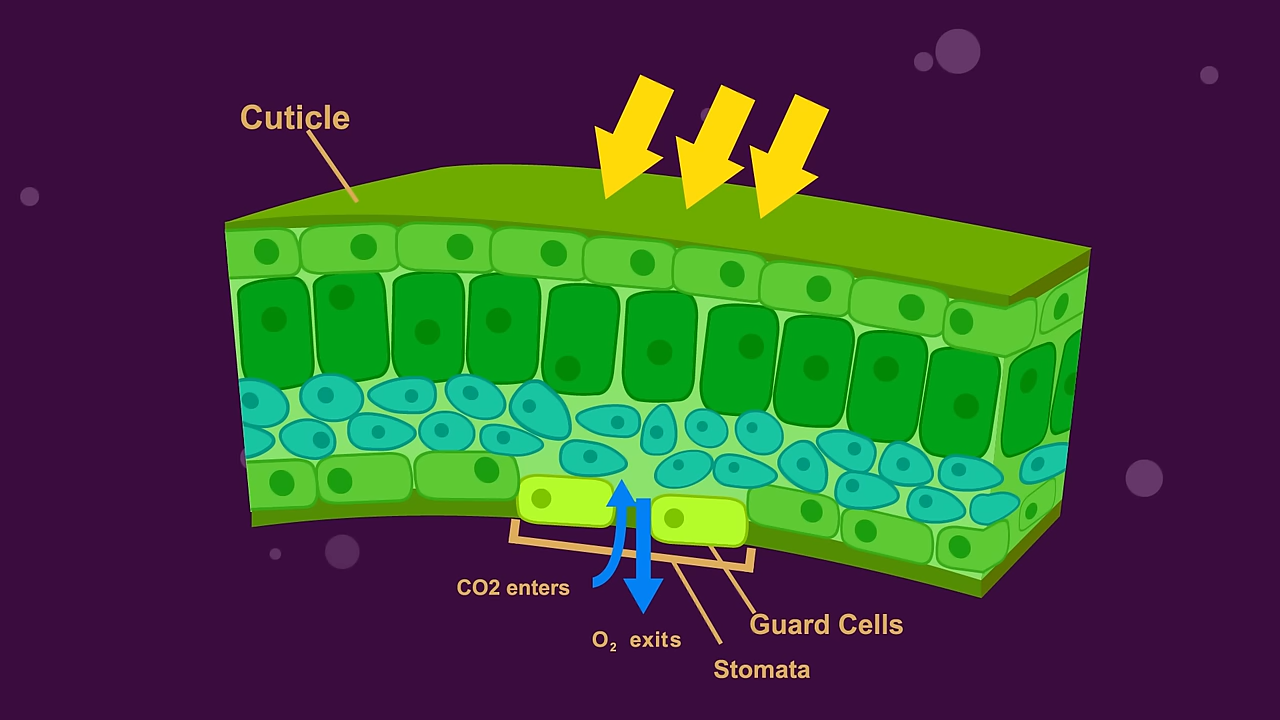 Cuticle
CO2 enters
O₂ exits
Guard Cells
Stomata